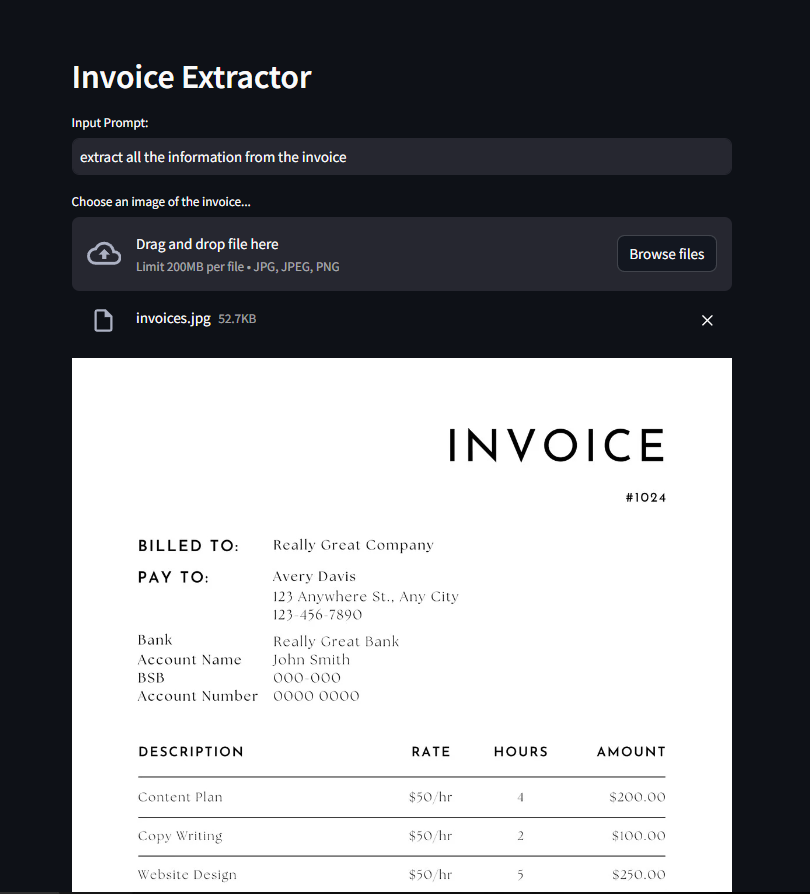 Invoice Extractor
Input Prompt:
extract all the information from the invoice
Choose an image of the invoice...
Drag and drop file here
Limit 200MB per file • JPG, JPEG, PNG
Browse files
invoices.jpg 52.7KB
INVOICE
#1024
BILLED TO: Really Great Company
PAY TO: Avery Davis
123 Anywhere St., Any City
123-456-7890
Bank Really Great Bank
Account Name John Smith
BSB 000-000
Account Number 0000 0000
DESCRIPTION RATE HOURS AMOUNT
Content Plan $50/hr 4 $200.00
Copy Writing $50/hr 2 $100.00
Website Design $50/hr 5 $250.00